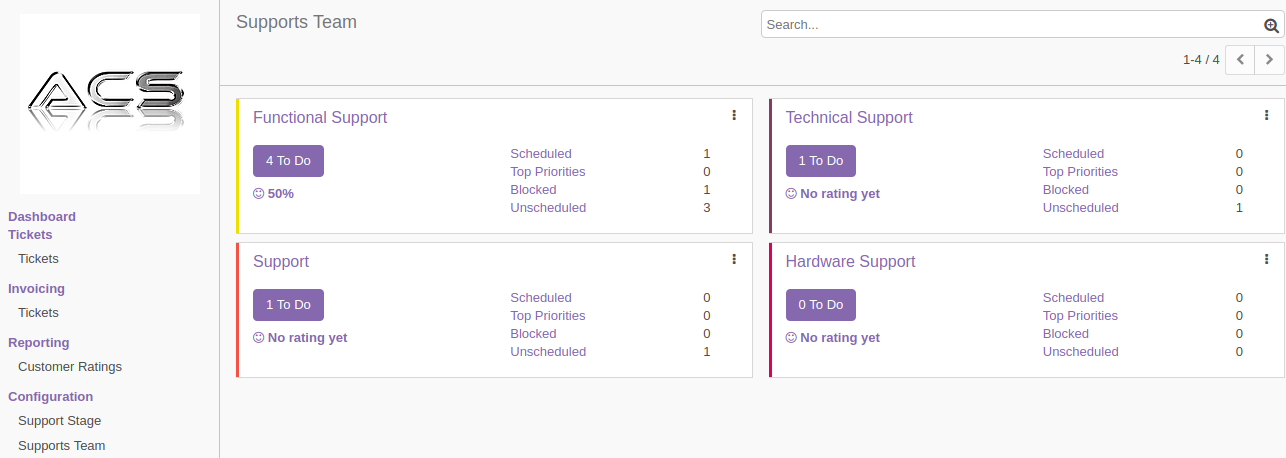 ACS
Dashboard
Tickets
Tickets
Invoicing
Tickets
Reporting
Customer Ratings
Configuration
Support Stage
Supports Team
Supports Team
Search...
1-4 / 4
Functional Support
4 To Do
50%
Scheduled 1
Top Priorities 0
Blocked 1
Unscheduled 3
Technical Support
1 To Do
No rating yet
Scheduled 0
Top Priorities 0
Blocked 0
Unscheduled 1
Support
1 To Do
No rating yet
Scheduled 0
Top Priorities 0
Blocked 0
Unscheduled 1
Hardware Support
0 To Do
No rating yet
Scheduled 0
Top Priorities 0
Blocked 0
Unscheduled 0